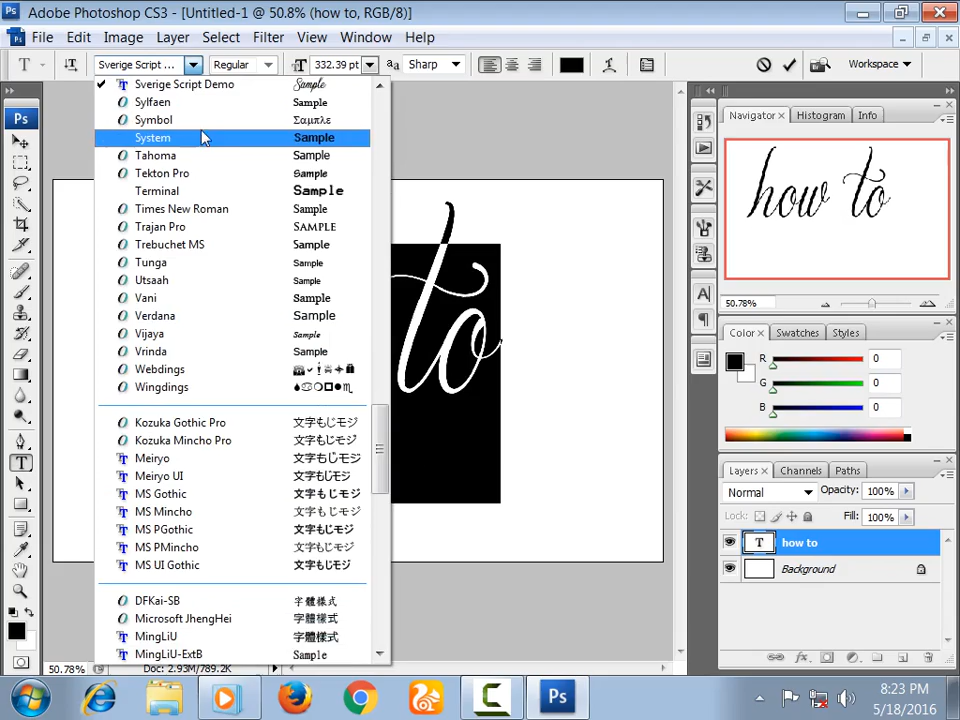 Adobe Photoshop CS3 - [Untitled-1 @ 50.8% (how to, RGB/8)]
File Edit Image Layer Select Filter View Window Help
Sverige Script ... Regular 332.39 pt Sharp Workspace
Sverige Script Demo Sample
Sylfaen Sample
Symbol Σαμπλε
System Sample
Tahoma Sample
Tekton Pro Sample
Terminal Sample
Times New Roman Sample
Trajan Pro SAMPLE
Trebuchet MS Sample
Tunga Sample
Utsaah Sample
Vani Sample
Verdana Sample
Vijaya Sample
Vrinda Sample
Webdings
Wingdings
Kozuka Gothic Pro 文字もじモジ
Kozuka Mincho Pro 文字もじモジ
Meiryo 文字もじモジ
Meiryo UI 文字もじモジ
MS Gothic 文字もじモジ
MS Mincho 文字もじモジ
MS PGothic 文字もじモジ
MS PMincho 文字もじモジ
MS UI Gothic 文字もじモジ
DFKai-SB 字體樣式
Microsoft JhengHei 字體樣式
MingLiU 字體樣式
MingLiU-ExtB Sample
to
50.78% Doc: 2.93M/789.2K
Navigator Histogram Info
how to
50.78%
Color Swatches Styles
R 0
G 0
B 0
Layers Channels Paths
Normal Opacity: 100%
Lock: Fill: 100%
T how to
Background
Ps
8:23 PM
5/18/2016